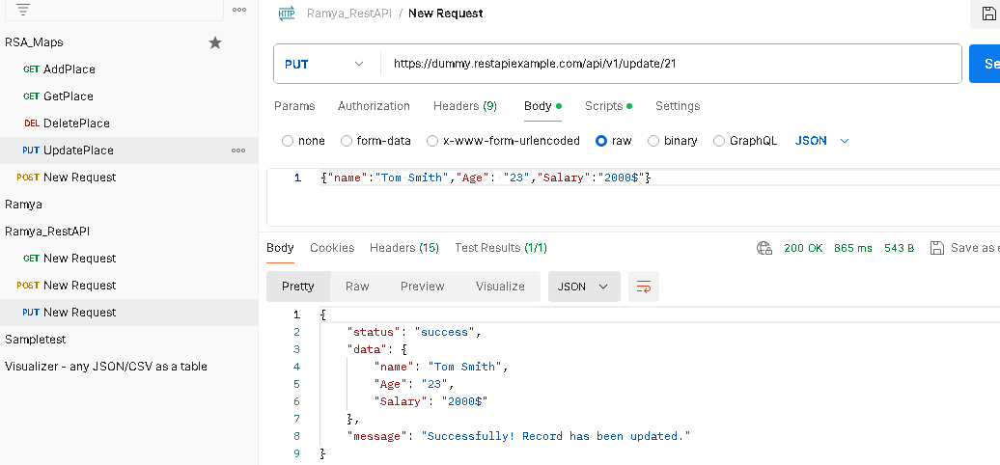 HTTP Ramya_RestAPI / New Request
RSA_Maps
GET AddPlace
GET GetPlace
DEL DeletePlace
PUT UpdatePlace
POST New Request
Ramya
Ramya_RestAPI
GET New Request
POST New Request
PUT New Request
Sampletest
Visualizer - any JSON/CSV as a table
PUT https://dummy.restapiexample.com/api/v1/update/21 Se
Params Authorization Headers (9) Body Scripts Settings
none form-data x-www-form-urlencoded raw binary GraphQL JSON
1 {"name":"Tom Smith","Age": "23","Salary":"2000$"}
Body Cookies Headers (15) Test Results (1/1) 200 OK 865 ms 543 B Save as e
Pretty Raw Preview Visualize JSON
1 {
2 "status": "success",
3 "data": {
4 "name": "Tom Smith",
5 "Age": "23",
6 "Salary": "2000$"
7 },
8 "message": "Successfully! Record has been updated."
9 }